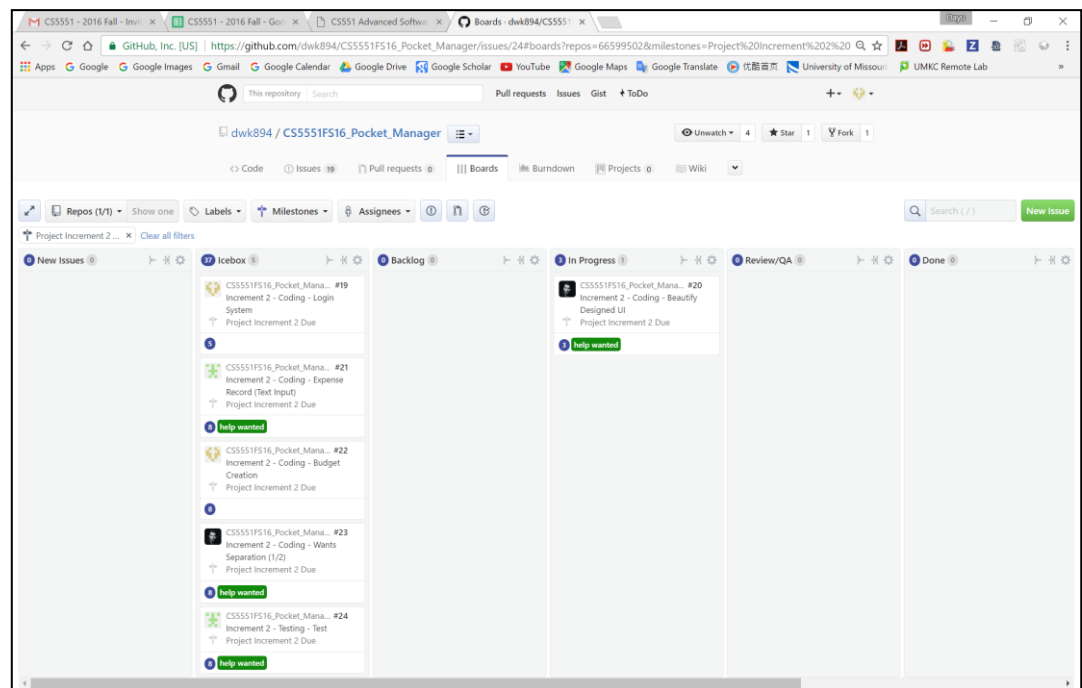 CS5551 - 2016 Fall - Invit
CS5551 - 2016 Fall - Goo
CS551 Advanced Softwar
Boards · dwk894/CS5551
Dayu
GitHub, Inc. [US] | https://github.com/dwk894/CS5551FS16_Pocket_Manager/issues/24#boards?repos=66599502&milestones=Project%20Increment%202%20
Apps Google Google Images Gmail Google Calendar Google Drive Google Scholar YouTube Google Maps Google Translate 优酷首页 University of Missouri UMKC Remote Lab »
This repository Search Pull requests Issues Gist ToDo
dwk894 / CS5551FS16_Pocket_Manager Unwatch 4 Star 1 Fork 1
Code Issues 19 Pull requests 0 Boards Burndown Projects 0 Wiki
Repos (1/1) Show one Labels Milestones Assignees Search ( / ) New Issue
Project Increment 2 ... × Clear all filters
0 New Issues 0
37 Icebox 5
CS5551FS16_Pocket_Mana... #19
Increment 2 - Coding - Login
System
Project Increment 2 Due
5
CS5551FS16_Pocket_Mana... #21
Increment 2 - Coding - Expense
Record (Text Input)
Project Increment 2 Due
8 help wanted
CS5551FS16_Pocket_Mana... #22
Increment 2 - Coding - Budget
Creation
Project Increment 2 Due
8
CS5551FS16_Pocket_Mana... #23
Increment 2 - Coding - Wants
Separation (1/2)
Project Increment 2 Due
8 help wanted
CS5551FS16_Pocket_Mana... #24
Increment 2 - Testing - Test
Project Increment 2 Due
8 help wanted
0 Backlog 0
3 In Progress 1
CS5551FS16_Pocket_Mana... #20
Increment 2 - Coding - Beautify
Designed UI
Project Increment 2 Due
3 help wanted
0 Review/QA 0
0 Done 0